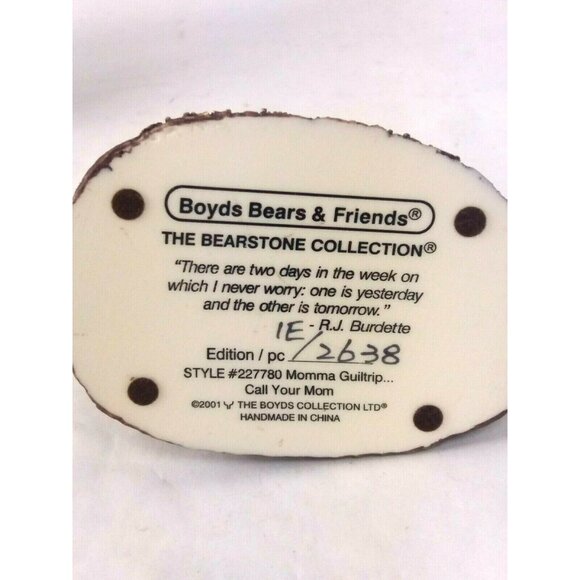 Boyds Bears & Friends®
THE BEARSTONE COLLECTION®
"There are two days in the week on
which I never worry: one is yesterday
and the other is tomorrow."
- R.J. Burdette
Edition / pc 1E/2638
STYLE #227780 Momma Guiltrip...
Call Your Mom
©2001 THE BOYDS COLLECTION LTD®
HANDMADE IN CHINA